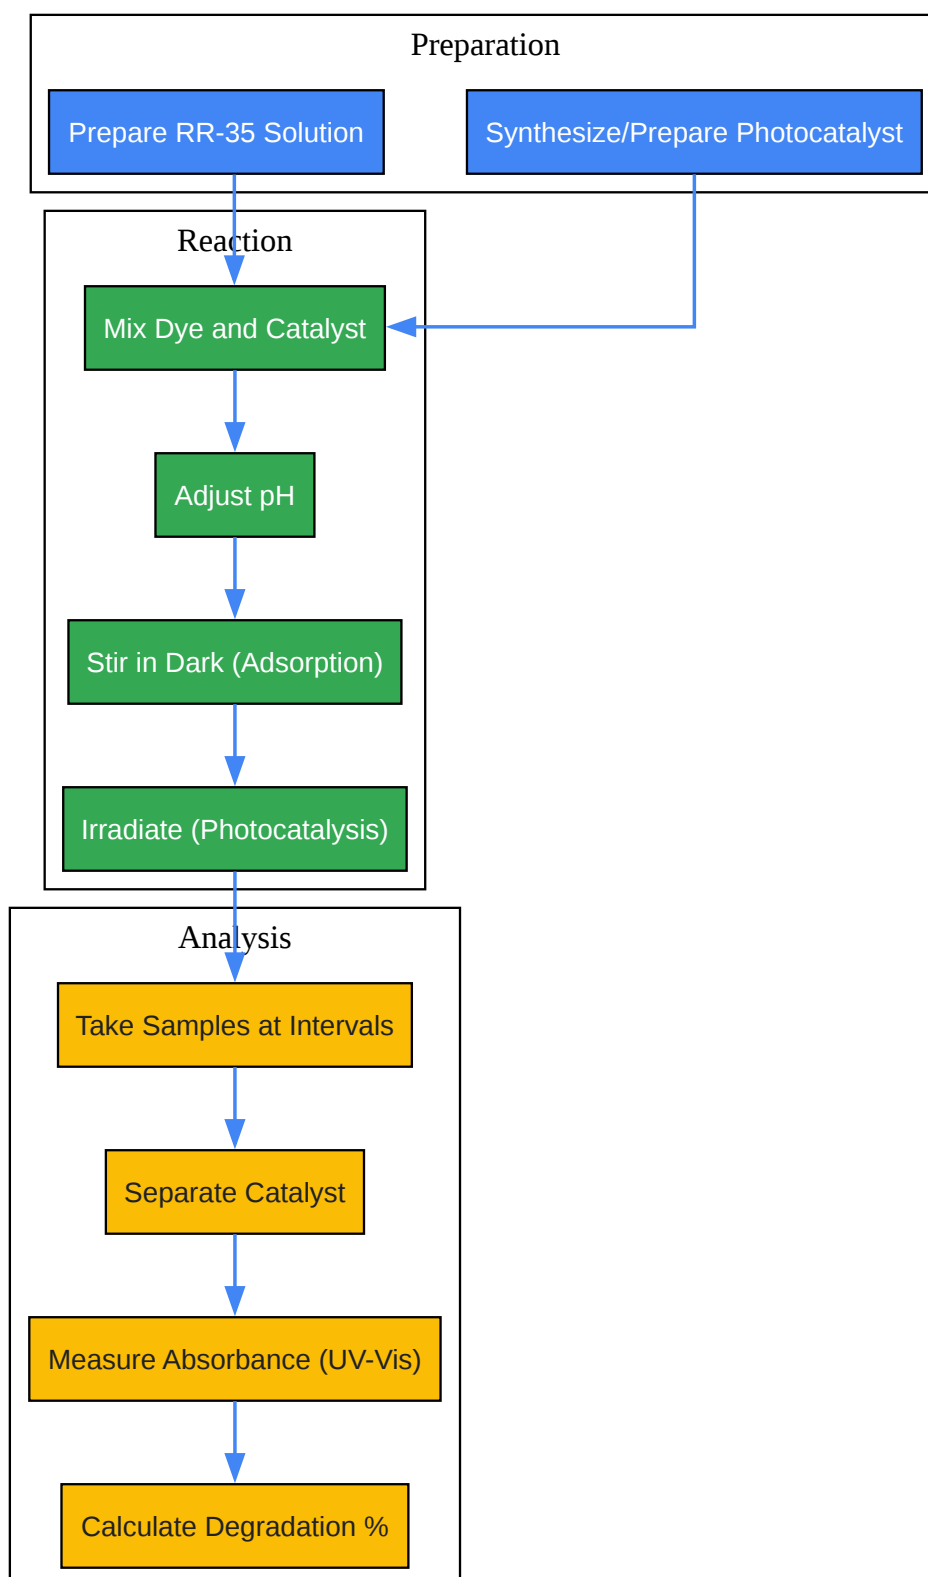 Preparation
Prepare RR-35 Solution
Synthesize/Prepare Photocatalyst
Reaction
Mix Dye and Catalyst
Adjust pH
Stir in Dark (Adsorption)
Irradiate (Photocatalysis)
Analysis
Take Samples at Intervals
Separate Catalyst
Measure Absorbance (UV-Vis)
Calculate Degradation %